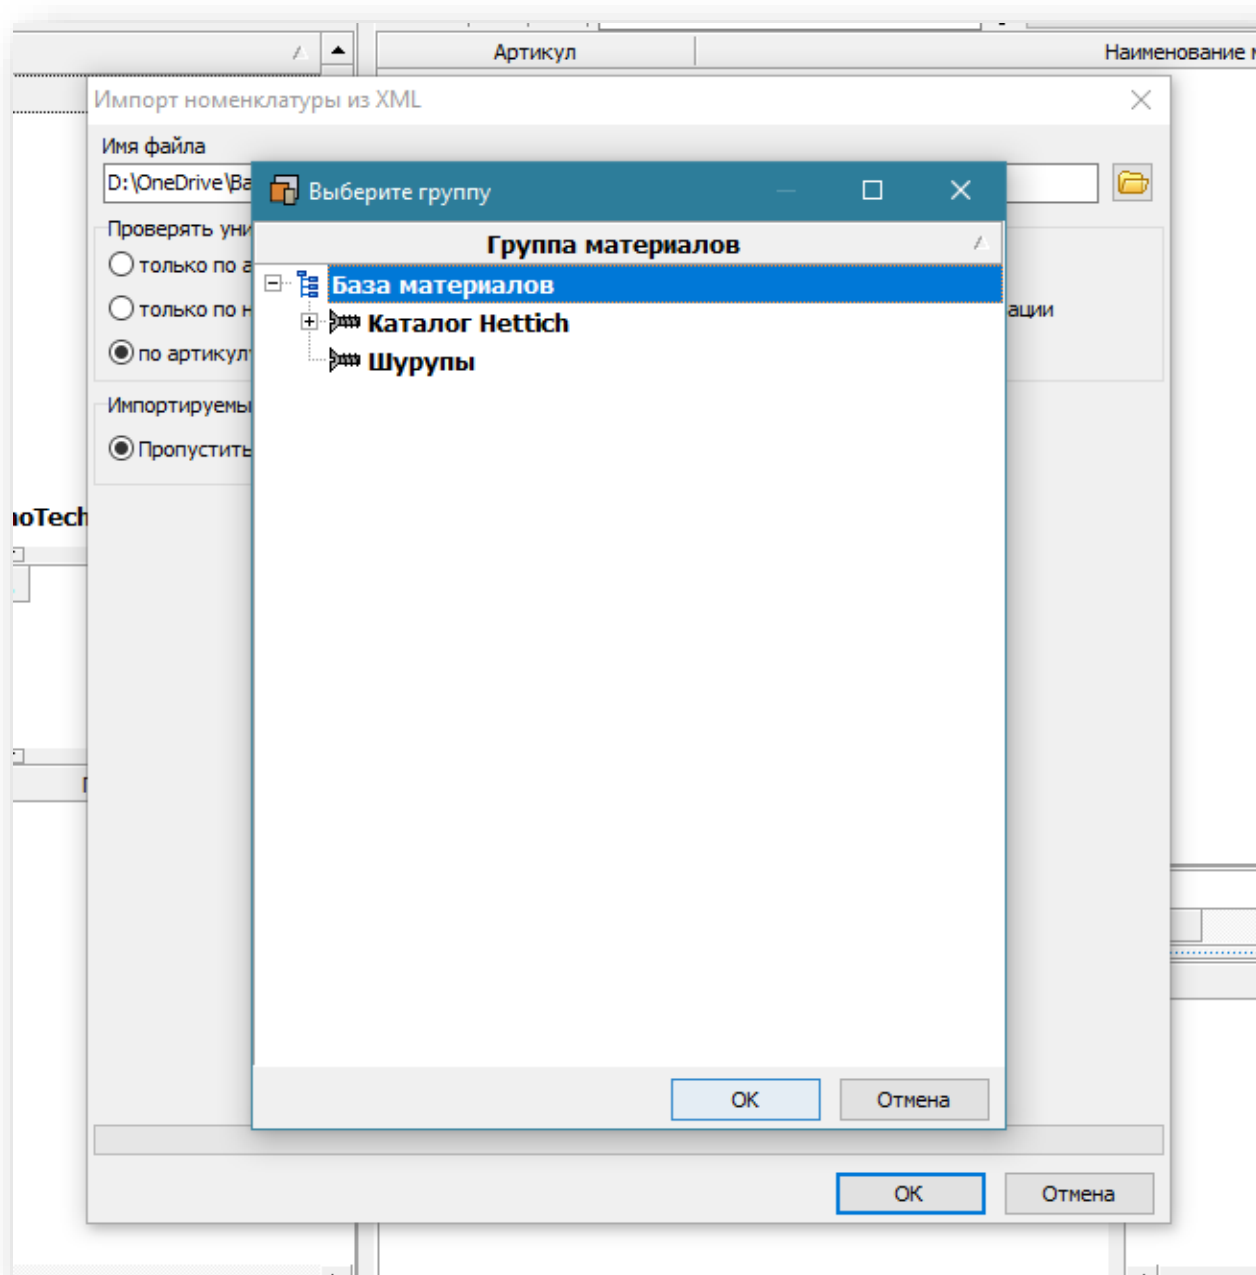 Артикул
Наименование
Импорт номенклатуры из XML
Имя файла
D:\OneDrive\Ba
Выберите группу
Проверять уни
Группа материалов
только по а
База материалов
только по н
ации
Каталог Hettich
по артикул
Шурупы
Импортируемы
Пропустить
noTech
OK
Отмена
OK
Отмена